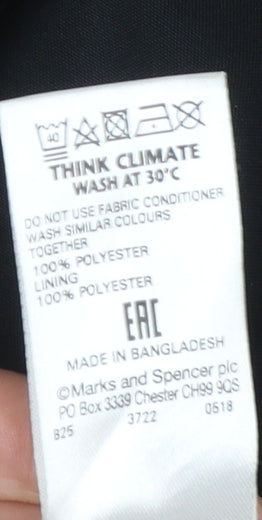 40
THINK CLIMATE
WASH AT 30°C
DO NOT USE FABRIC CONDITIONER
WASH SIMILAR COLOURS
TOGETHER
100% POLYESTER
LINING
100% POLYESTER
EAC
MADE IN BANGLADESH
©Marks and Spencer plc
PO Box 3339 Chester CH99 9QS
B25 3722 0518